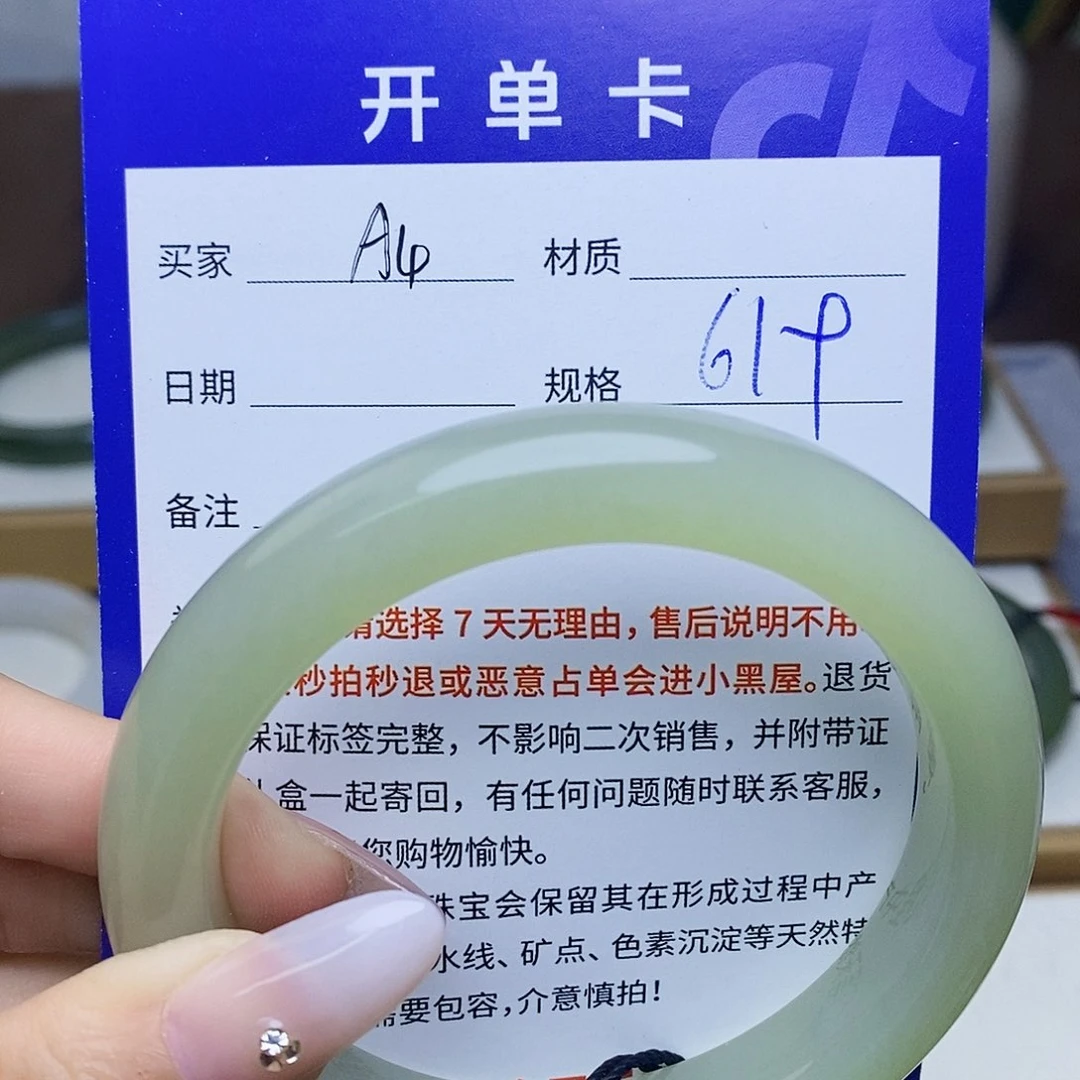 开单卡
买家 A4 材质
日期 规格 61
备注
请选择7天无理由，售后说明不用
秒拍秒退或恶意占单会进小黑屋。退货
保证标签完整，不影响二次销售，并附带证
盒一起寄回，有任何问题随时联系客服，
您购物愉快。
珠宝会保留其在形成过程中产
水线、矿点、色素沉淀等天然特
需要包容，介意慎拍！